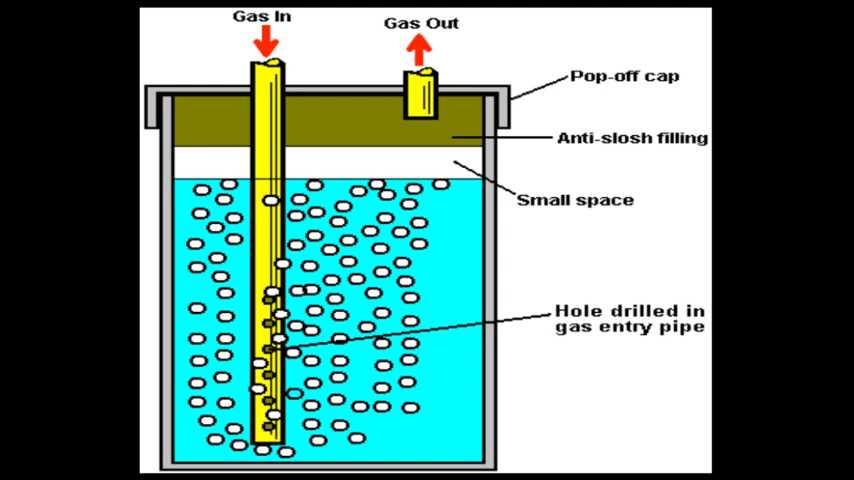 Gas In
Gas Out
Pop-off cap
Anti-slosh filling
Small space
Hole drilled in
gas entry pipe